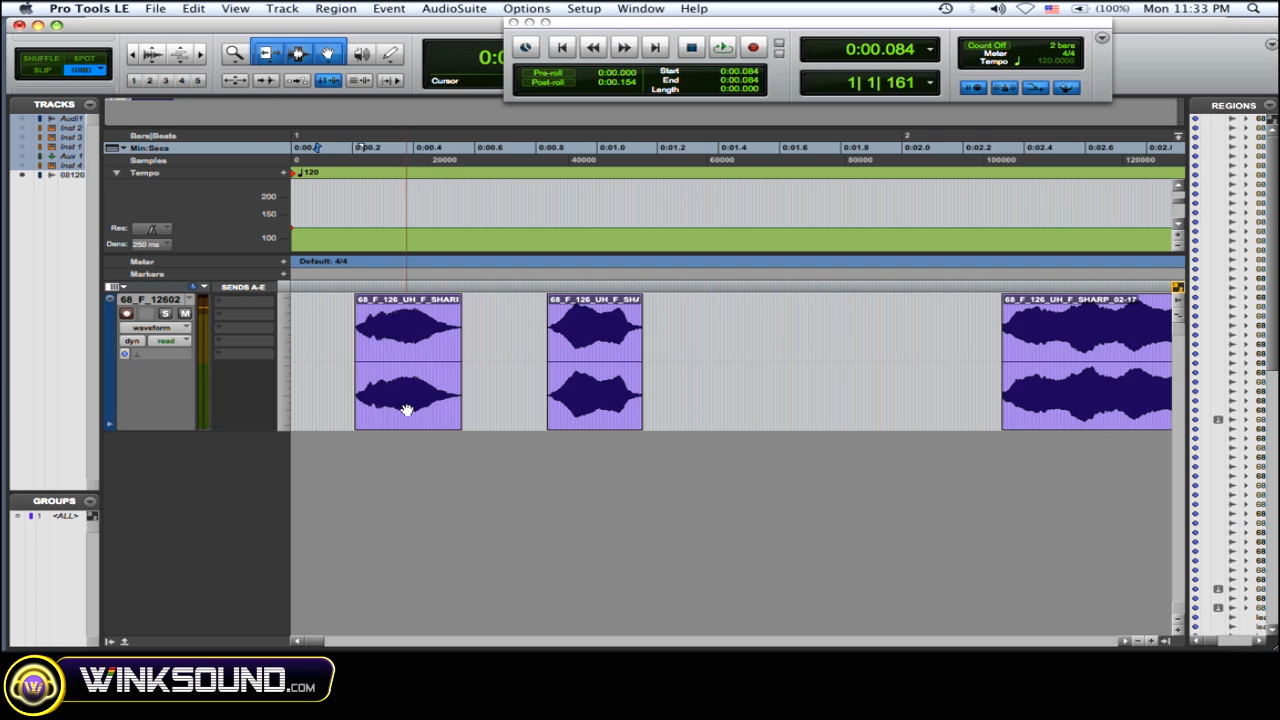 Pro Tools LE File Edit View Track Region Event AudioSuite Setup Options Window Help (100%) Mon 11:33 PM
SHUFFLE SPOT
SLIP GRID
1 2 3 4 5
Cursor
0:00.084
1| 1| 161
Pre-roll 0:00.000
Post-roll 0:00.154
Start 0:00.084
End 0:00.084
Length 0:00.000
Count Off 2 bars
Meter 4/4
Tempo 120.0000
TRACKS
Audi1
Inst 2
Inst 3
Inst 1
Aux 1
Inst 4
68126
GROUPS
! <ALL>
REGIONS
Bars|Beats 1 2
Min:Secs 0:00.2 0:00.4 0:00.6 0:00.8 0:01.0 0:01.2 0:01.4 0:01.6 0:01.8 0:02.0 0:02.2 0:02.4 0:02.6
Samples 0 20000 40000 60000 80000 100000 120000
Tempo 120
200
150
100
Res:
Dens: 250 ms
Meter Default: 4/4
Markers
SENDS A-E
68_F_12602
S M
waveform
dyn read
68_F_126_UH_F_SHARI
68_F_126_UH_F_SHA
68_F_126_UH_F_SHARP_02-17
W WINKSOUND.COM